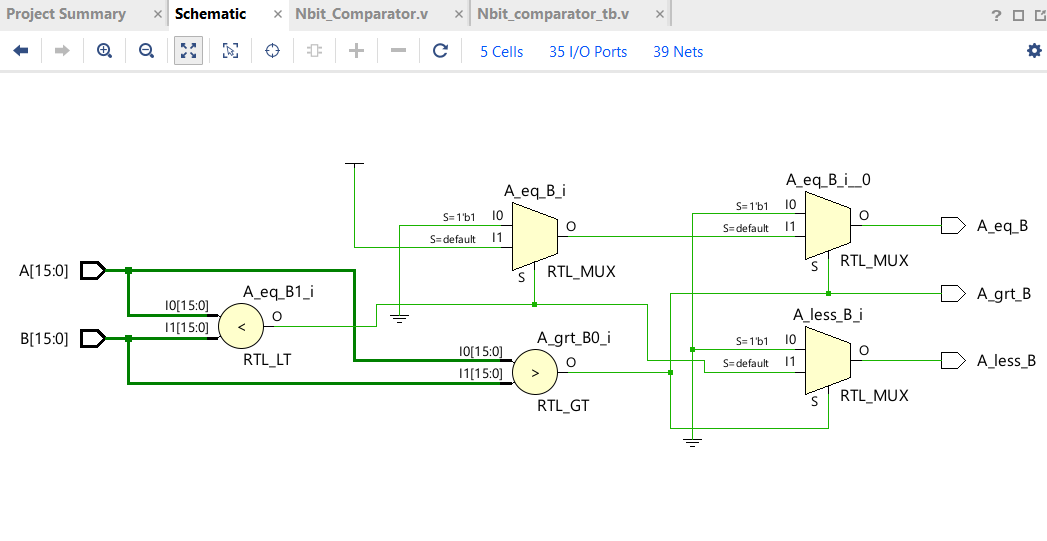 Project Summary × Schematic × Nbit_Comparator.v × Nbit_comparator_tb.v × ?
5 Cells 35 I/O Ports 39 Nets
A_eq_B_i__0
A_eq_B_i
S=1'b1 I0
S=default I1
O
S
RTL_MUX
S=1'b1 I0
S=default I1
O
S
RTL_MUX
A_eq_B
A[15:0]
B[15:0]
A_eq_B1_i
I0[15:0]
I1[15:0]
<
O
RTL_LT
A_grt_B
A_grt_B0_i
I0[15:0]
I1[15:0]
>
O
RTL_GT
A_less_B_i
S=1'b1 I0
S=default I1
O
S
RTL_MUX
A_less_B